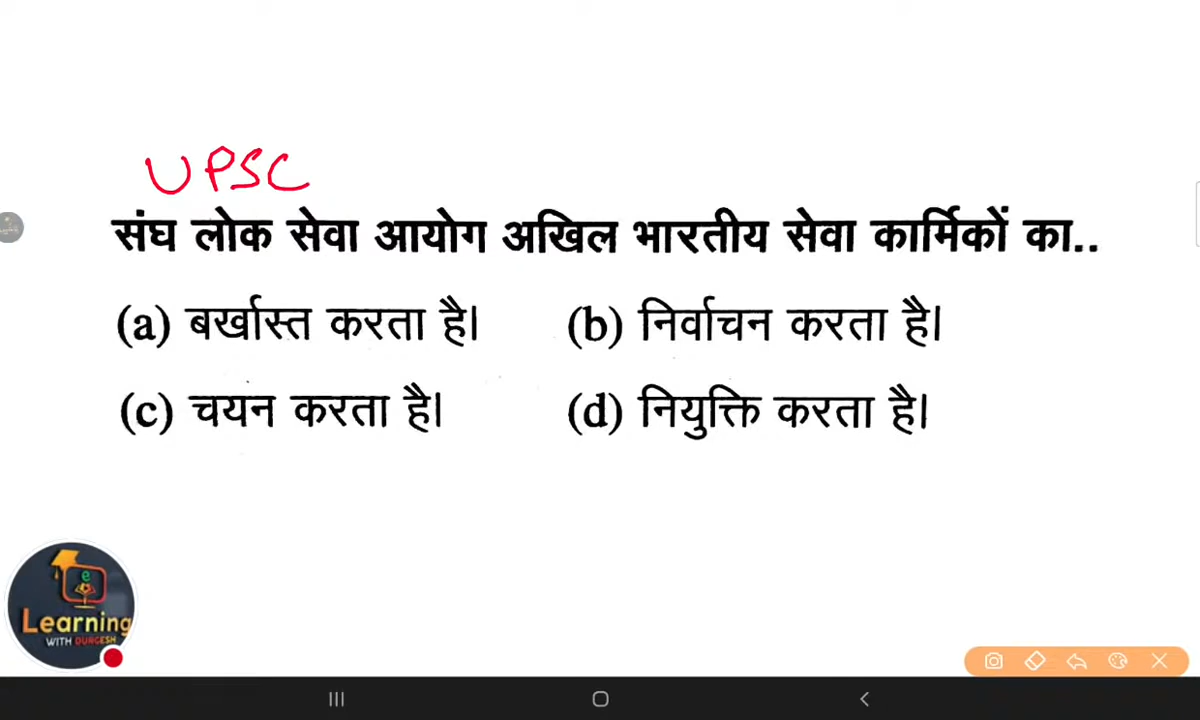 UPSC
संघ लोक सेवा आयोग अखिल भारतीय सेवा कार्मिकों का..
(a) बर्खास्त करता है। (b) निर्वाचन करता है।
(c) चयन करता है। (d) नियुक्ति करता है।
e
Learning
WITH DURGESH